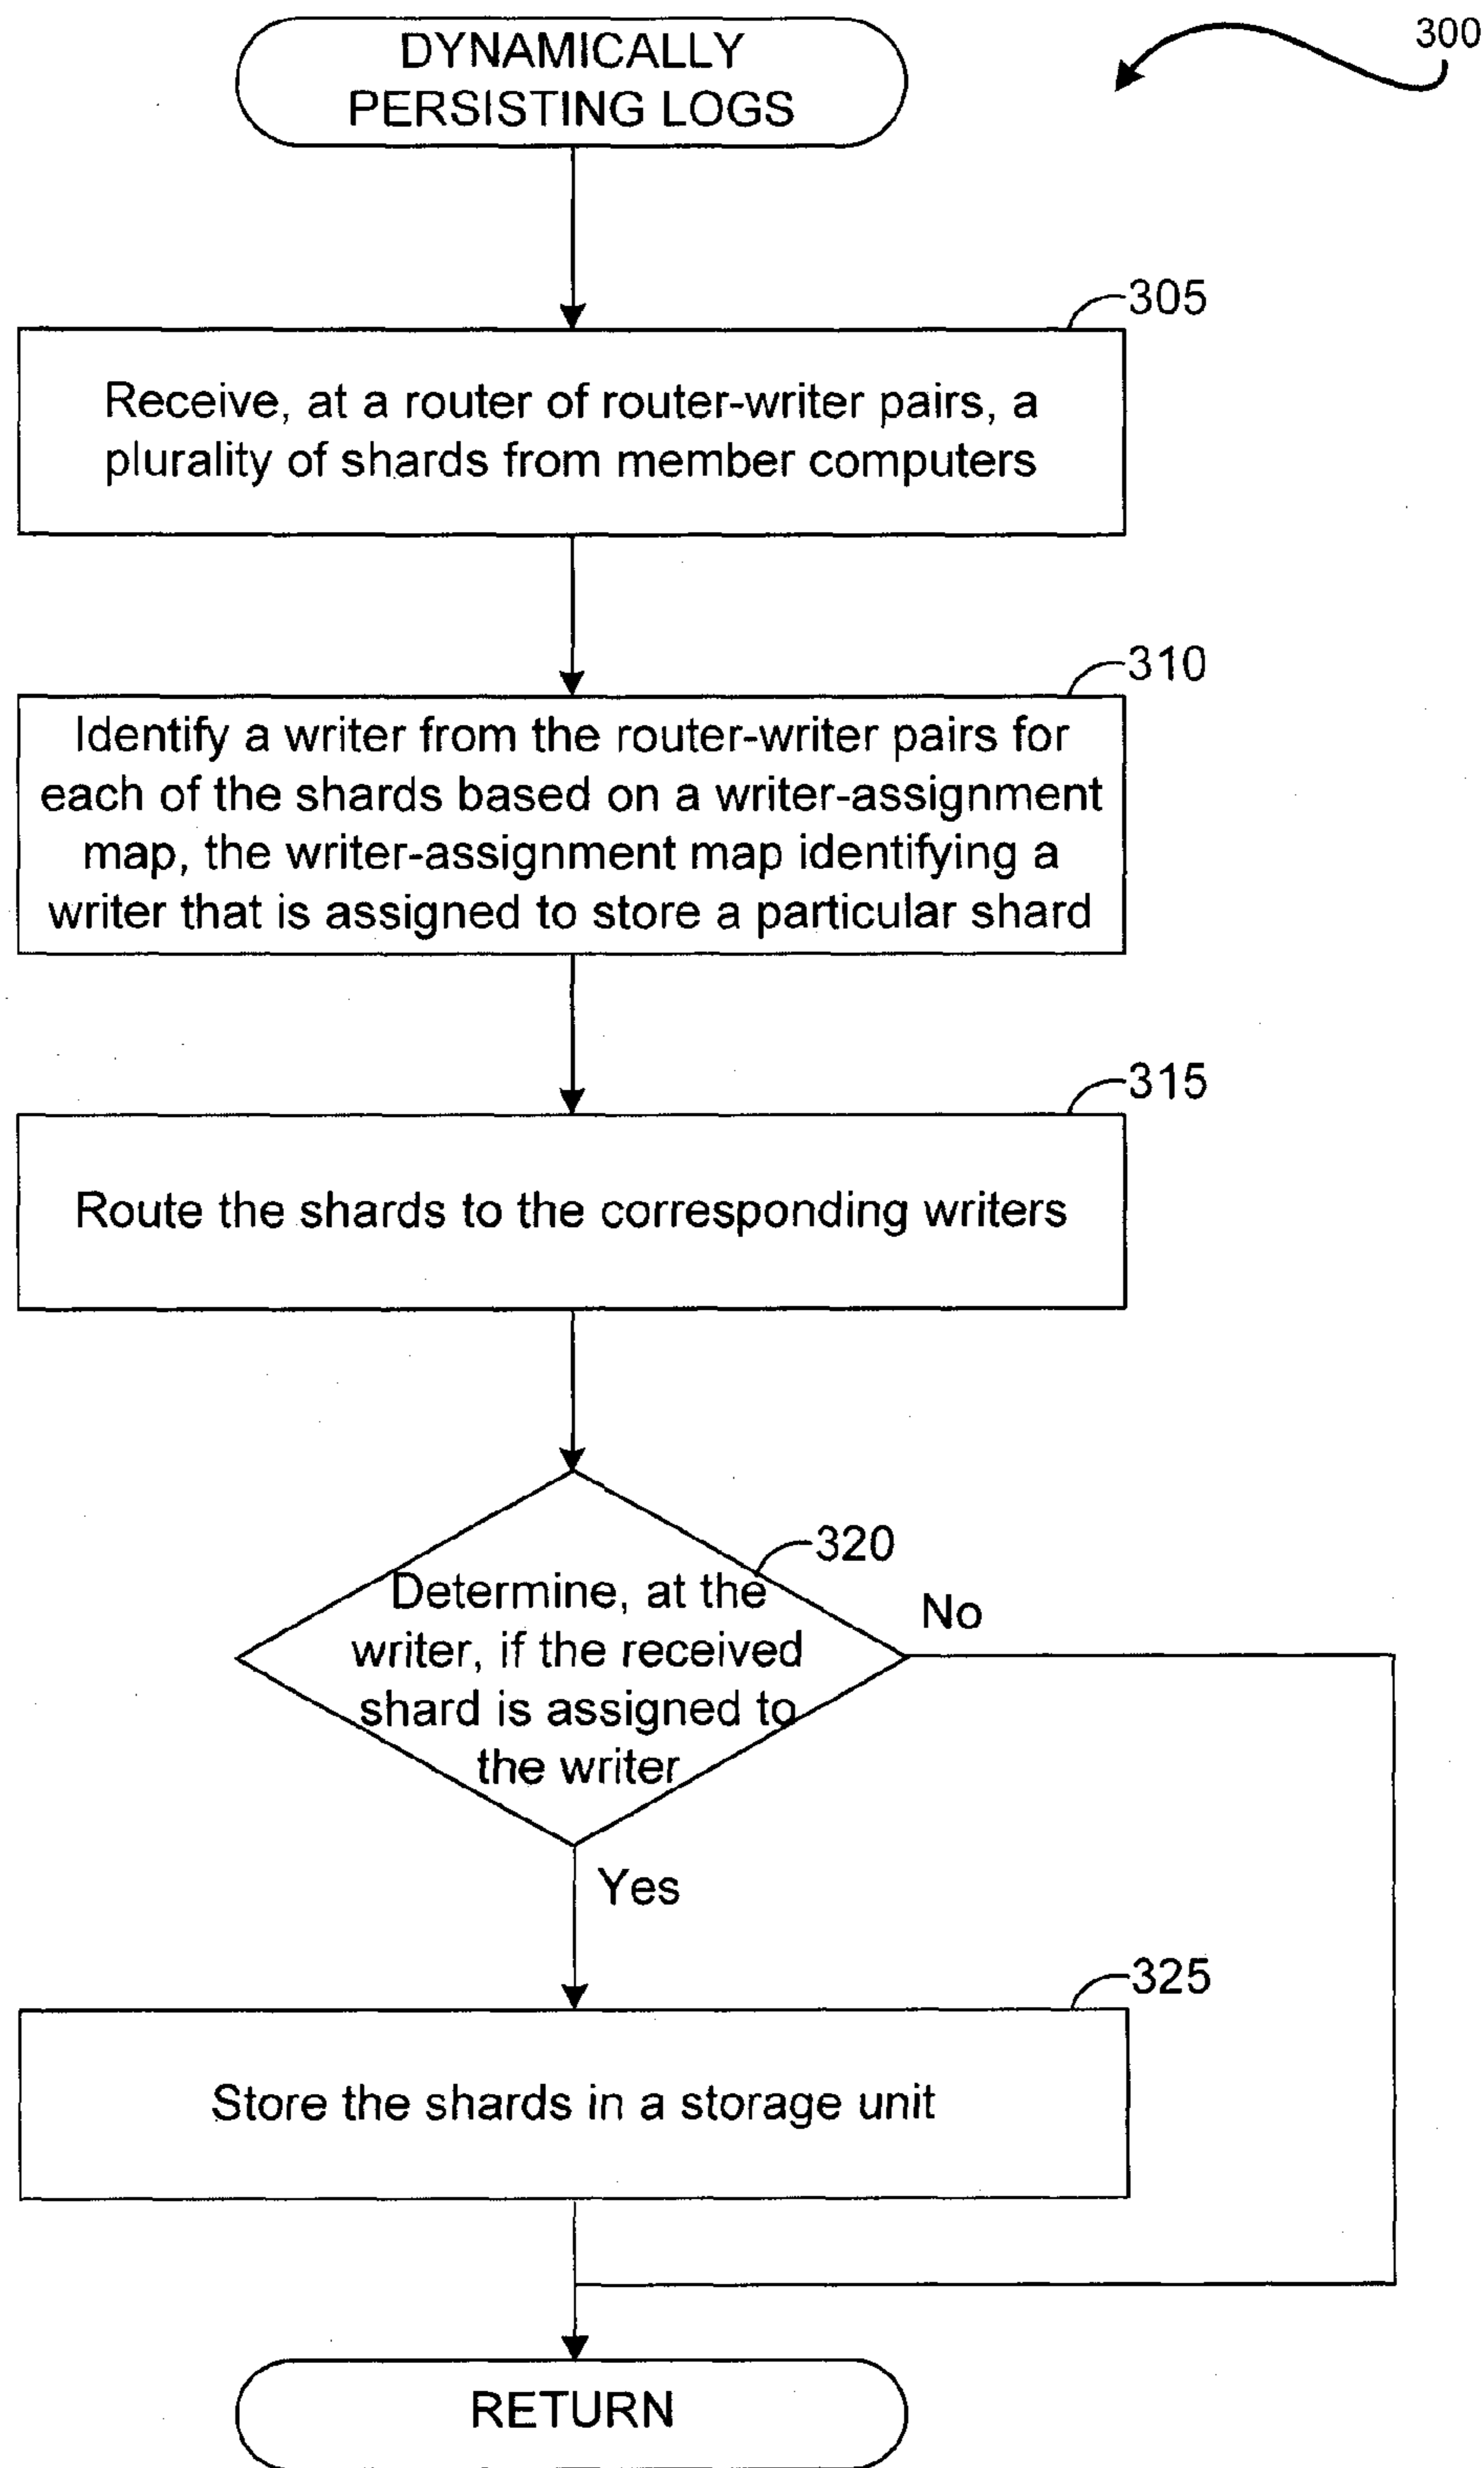 DYNAMICALLY
PERSISTING LOGS
300
305
Receive, at a router of router-writer pairs, a
plurality of shards from member computers
310
Identify a writer from the router-writer pairs for
each of the shards based on a writer-assignment
map, the writer-assignment map identifying a
writer that is assigned to store a particular shard
315
Route the shards to the corresponding writers
320
Determine, at the
writer, if the received
shard is assigned to
the writer
No
Yes
325
Store the shards in a storage unit
RETURN